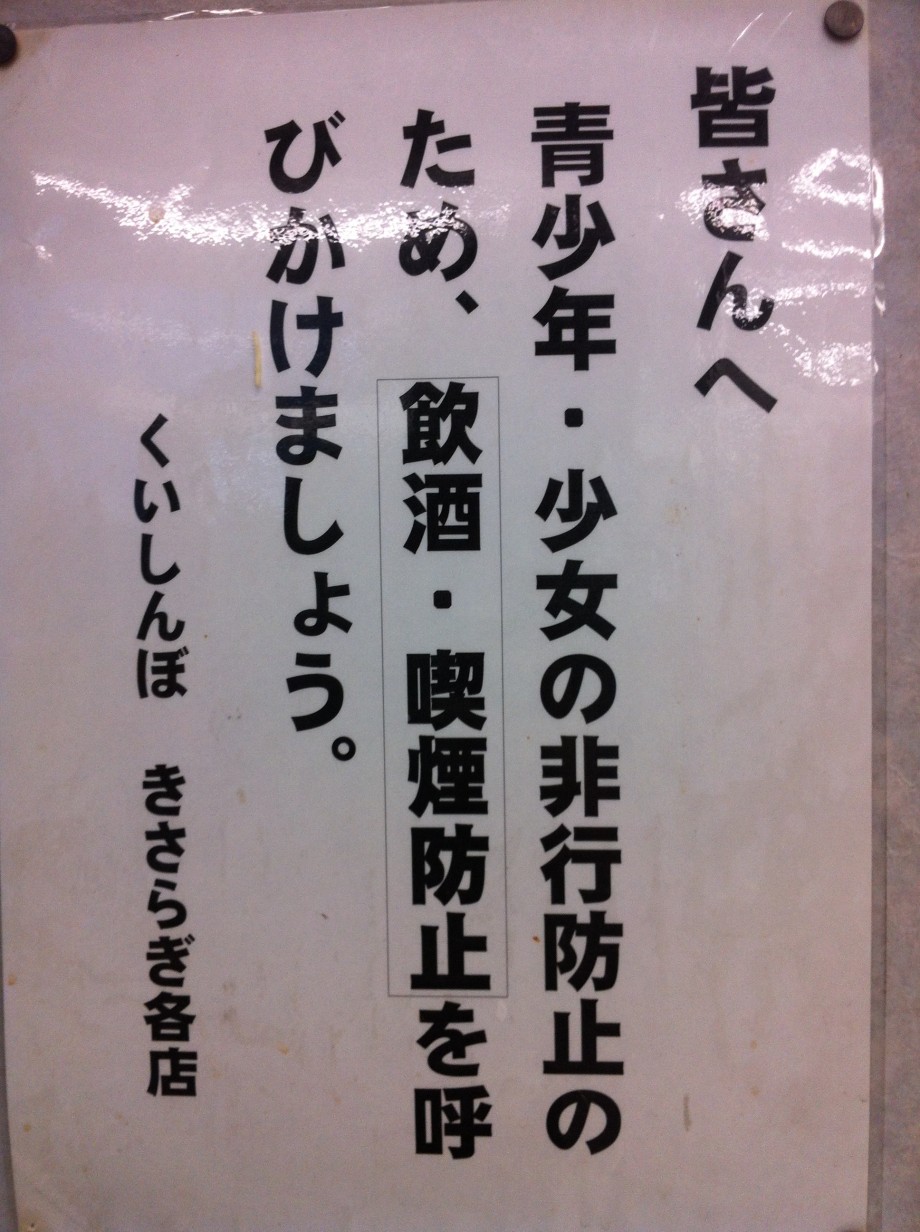 皆さんへ
青少年・少女の非行防止の
ため、飲酒・喫煙防止を呼
びかけましょう。
くいしんぼ　きさらぎ各店